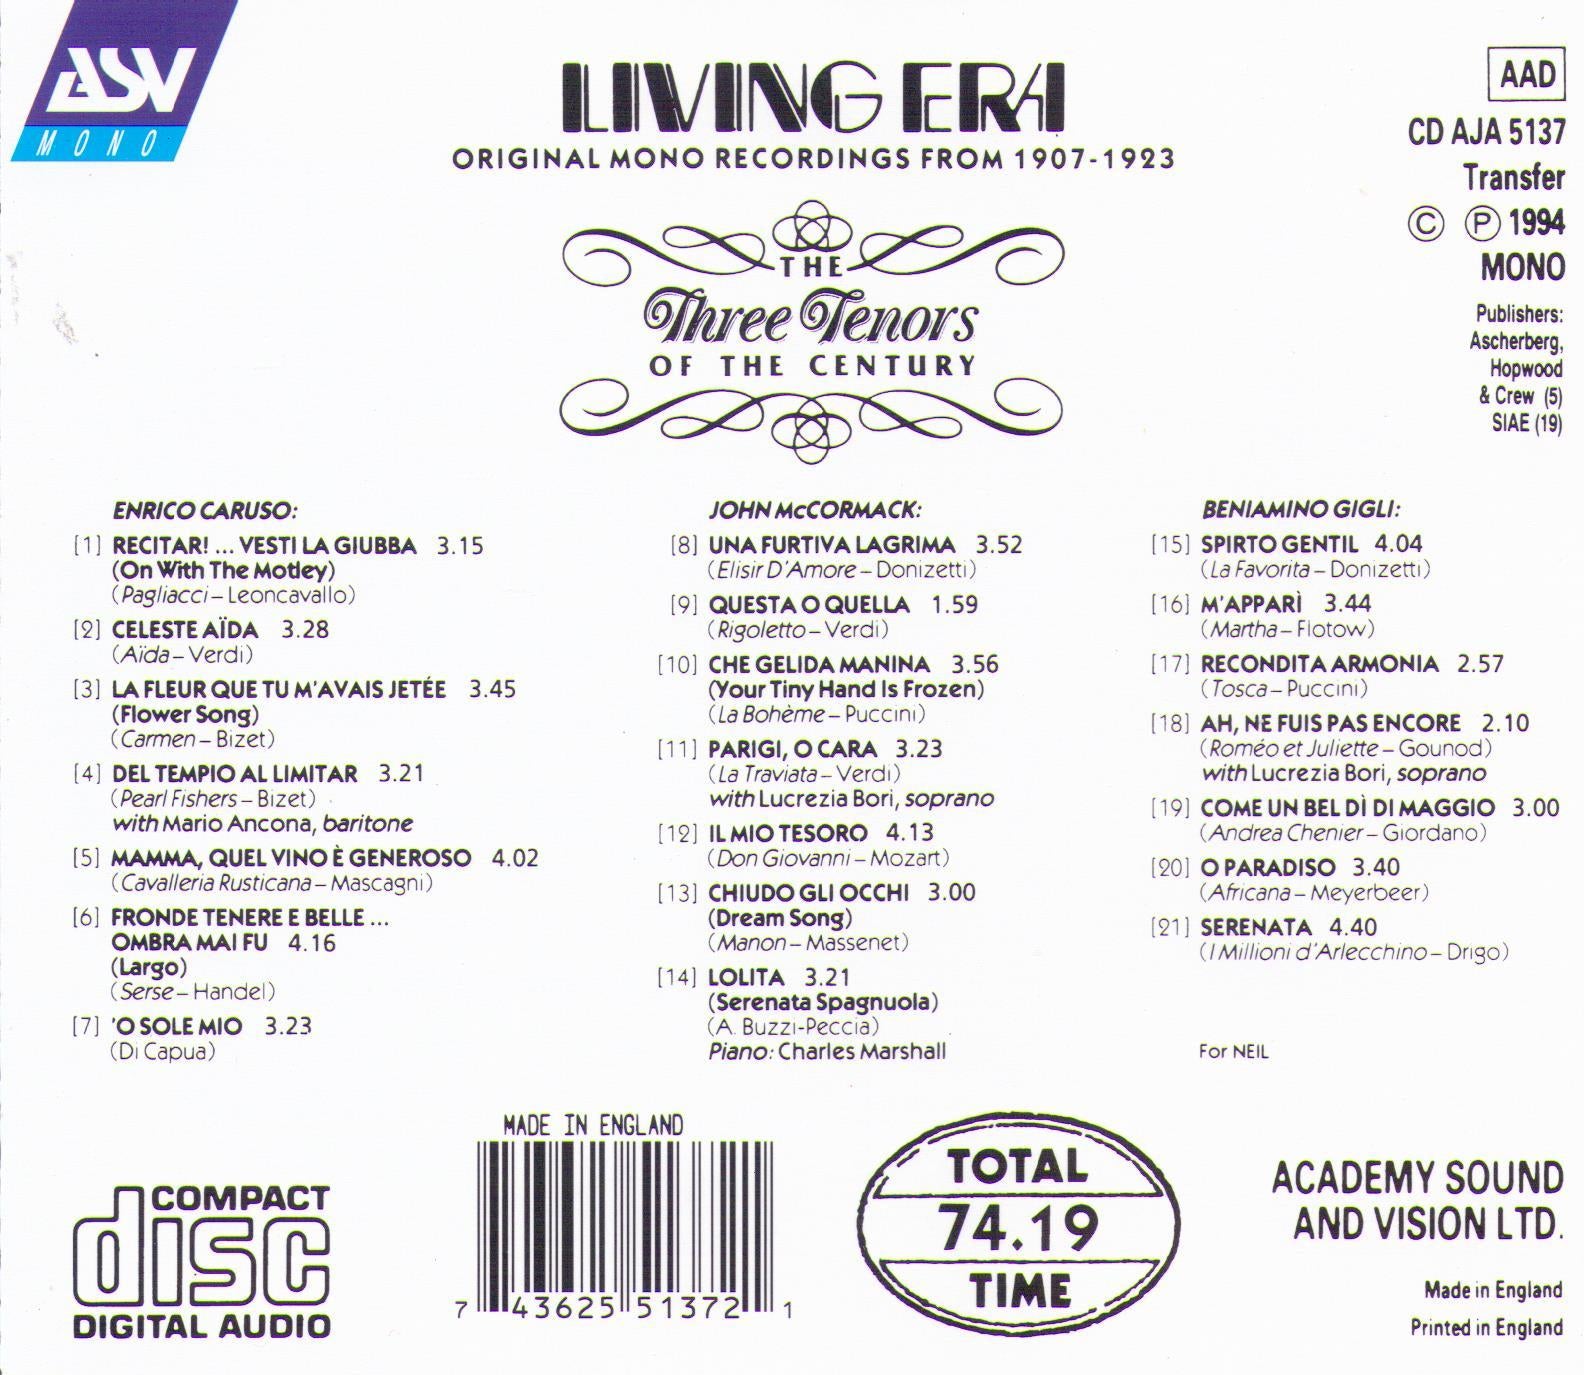 ASV
MONO
LIVING ERA
ORIGINAL MONO RECORDINGS FROM 1907-1923
THE
Three Tenors
OF THE CENTURY
AAD
CD AJA 5137
Transfer
© ℗ 1994
MONO
Publishers:
Ascherberg,
Hopwood
& Crew (5)
SIAE (19)
ENRICO CARUSO:
[1] RECITAR! ... VESTI LA GIUBBA 3.15
(On With The Motley)
(Pagliacci – Leoncavallo)
[2] CELESTE AÏDA 3.28
(Aïda – Verdi)
[3] LA FLEUR QUE TU M'AVAIS JETÉE 3.45
(Flower Song)
(Carmen – Bizet)
[4] DEL TEMPIO AL LIMITAR 3.21
(Pearl Fishers – Bizet)
with Mario Ancona, baritone
[5] MAMMA, QUEL VINO È GENEROSO 4.02
(Cavalleria Rusticana – Mascagni)
[6] FRONDE TENERE E BELLE ...
OMBRA MAI FU 4.16
(Largo)
(Serse – Handel)
[7] 'O SOLE MIO 3.23
(Di Capua)
JOHN McCORMACK:
[8] UNA FURTIVA LAGRIMA 3.52
(Elisir D'Amore – Donizetti)
[9] QUESTA O QUELLA 1.59
(Rigoletto – Verdi)
[10] CHE GELIDA MANINA 3.56
(Your Tiny Hand Is Frozen)
(La Bohème – Puccini)
[11] PARIGI, O CARA 3.23
(La Traviata – Verdi)
with Lucrezia Bori, soprano
[12] IL MIO TESORO 4.13
(Don Giovanni – Mozart)
[13] CHIUDO GLI OCCHI 3.00
(Dream Song)
(Manon – Massenet)
[14] LOLITA 3.21
(Serenata Spagnuola)
(A. Buzzi-Peccia)
Piano: Charles Marshall
BENIAMINO GIGLI:
[15] SPIRTO GENTIL 4.04
(La Favorita – Donizetti)
[16] M'APPARÌ 3.44
(Martha – Flotow)
[17] RECONDITA ARMONIA 2.57
(Tosca – Puccini)
[18] AH, NE FUIS PAS ENCORE 2.10
(Roméo et Juliette – Gounod)
with Lucrezia Bori, soprano
[19] COME UN BEL DÌ DI MAGGIO 3.00
(Andrea Chenier – Giordano)
[20] O PARADISO 3.40
(Africana – Meyerbeer)
[21] SERENATA 4.40
(I Millioni d'Arlecchino – Drigo)
For NEIL
COMPACT
disc
DIGITAL AUDIO
MADE IN ENGLAND
7 43625 51372 1
TOTAL
74.19
TIME
ACADEMY SOUND
AND VISION LTD.
Made in England
Printed in England